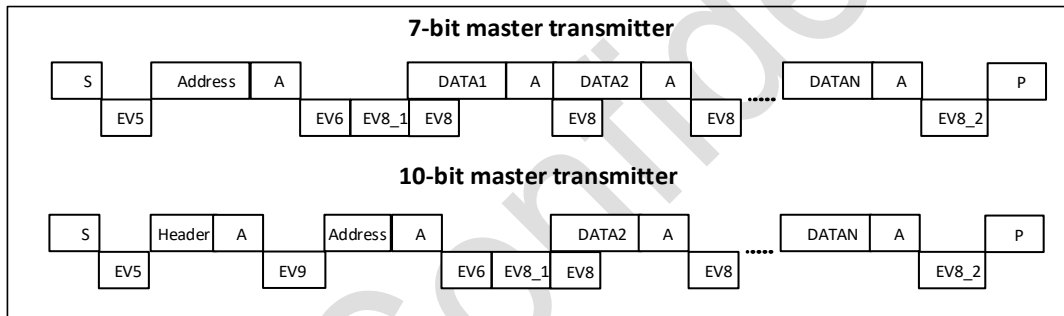 7-bit master transmitter
S Address A DATA1 A DATA2 A ..... DATAN A P
EV5 EV6 EV8_1 EV8 EV8 EV8 EV8_2
10-bit master transmitter
S Header A Address A DATA2 A ..... DATAN A P
EV5 EV9 EV6 EV8_1 EV8 EV8 EV8_2